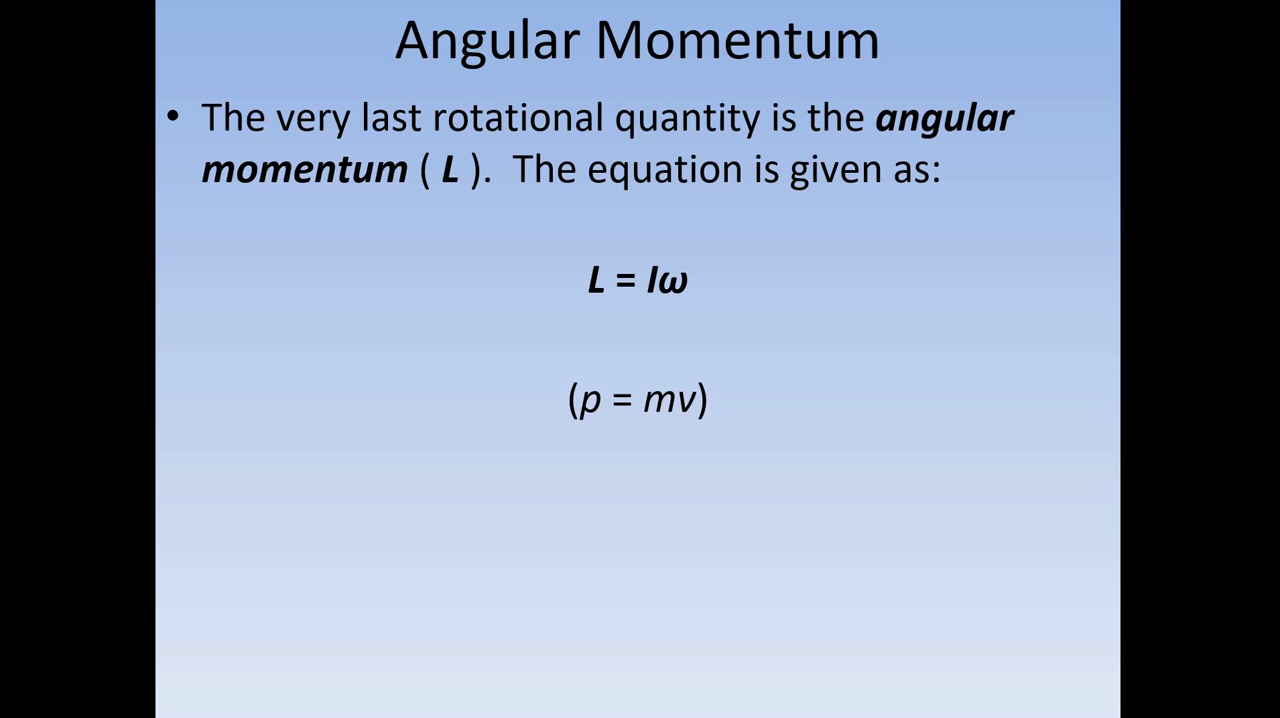 Angular Momentum
• The very last rotational quantity is the angular
momentum ( L ).  The equation is given as:
L = Iω
(p = mv)